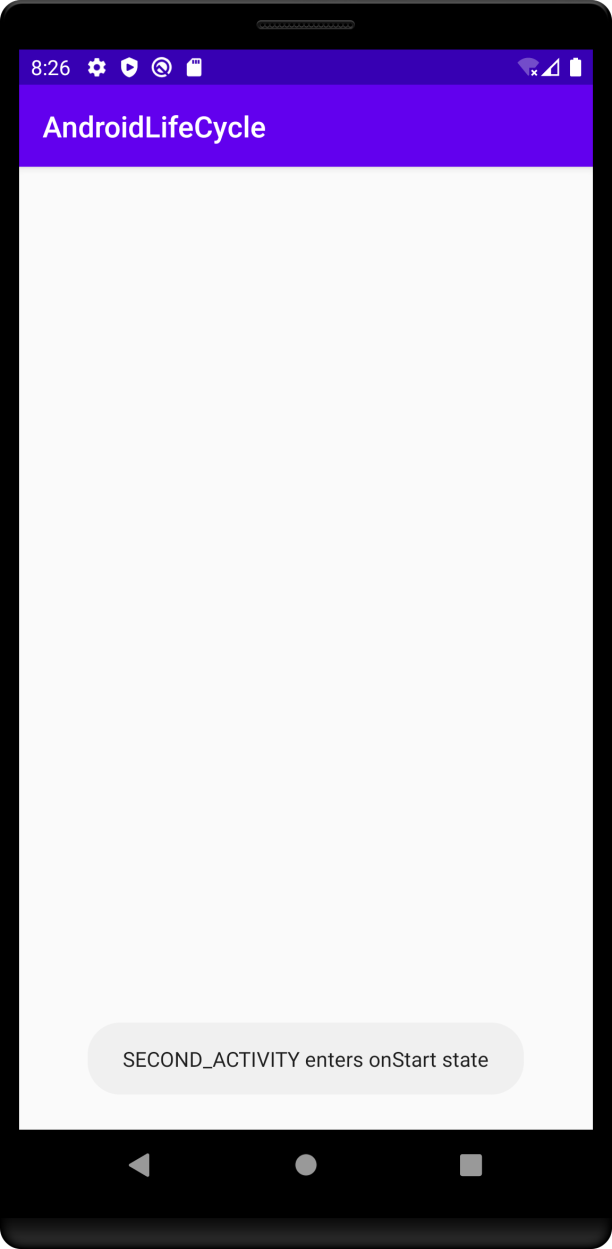 8:26
AndroidLifeCycle
SECOND_ACTIVITY enters onStart state